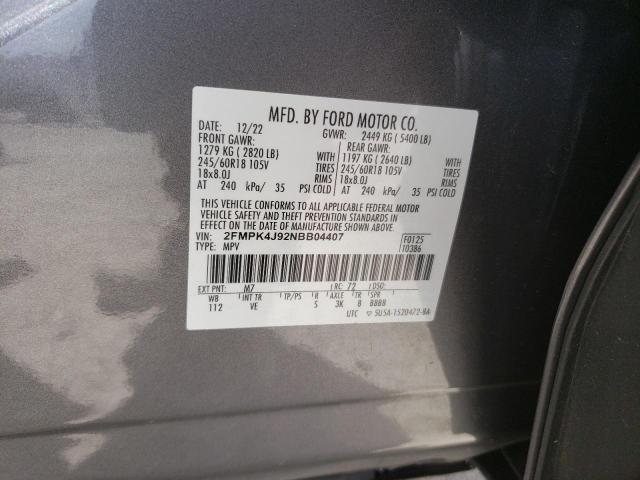 MFD. BY FORD MOTOR CO.
DATE: 12/22 GVWR: 2449 KG ( 5400 LB)
FRONT GAWR: REAR GAWR:
1279 KG ( 2820 LB) WITH 1197 KG ( 2640 LB) WITH
245/60R18 105V TIRES 245/60R18 105V TIRES
18x8.0J RIMS 18x8.0J RIMS
AT 240 kPa/ 35 PSI COLD AT 240 kPa/ 35 PSI COLD
THIS VEHICLE CONFORMS TO ALL APPLICABLE FEDERAL MOTOR
VEHICLE SAFETY AND THEFT PREVENTION STANDARDS IN
EFFECT ON THE DATE OF MANUFACTURE SHOWN ABOVE.
VIN: 2FMPK4J92NBB04407 F0125
TYPE: MPV 10386
EXT PNT: M7 RC: 72 DSO:
WB INT TR TP/PS R AXLE TR SPR
112 VE S 3K 8 BBBB
UTC 5U5A-1520472-BA